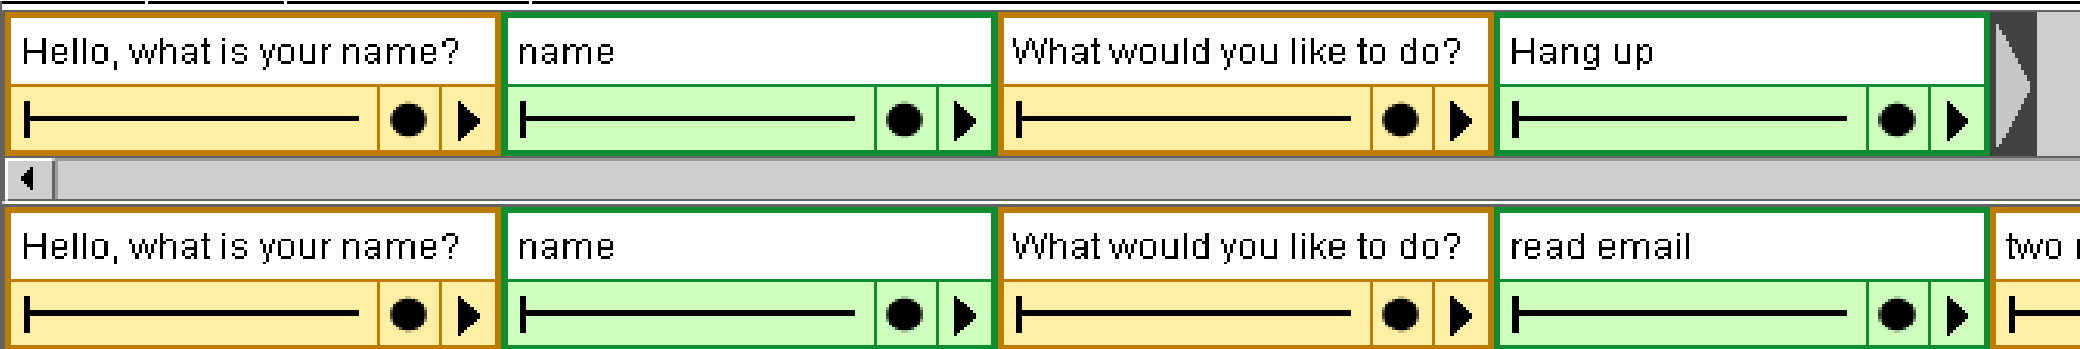 Hello, what is your name?
name
What would you like to do?
Hang up
Hello, what is your name?
name
What would you like to do?
read email
two